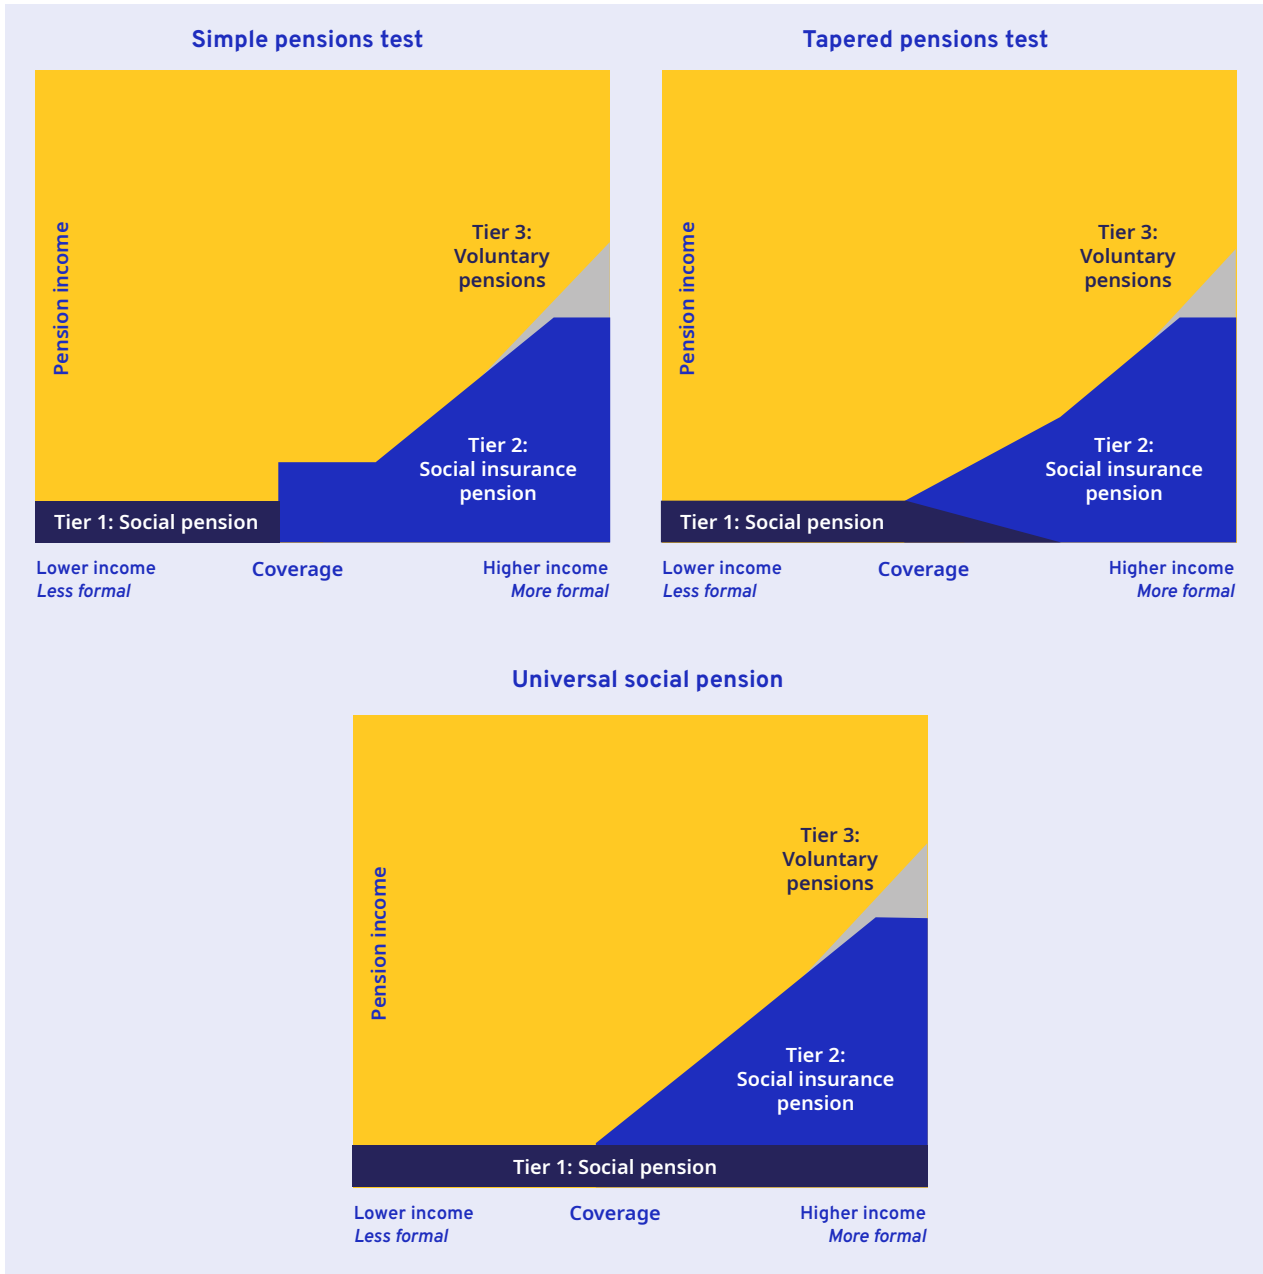 Simple pensions test
Pension income
Tier 3:
Voluntary
pensions
Tier 2:
Social insurance
pension
Tier 1: Social pension
Lower income
Less formal
Coverage
Higher income
More formal
Tapered pensions test
Pension income
Tier 3:
Voluntary
pensions
Tier 2:
Social insurance
pension
Tier 1: Social pension
Lower income
Less formal
Coverage
Higher income
More formal
Universal social pension
Pension income
Tier 3:
Voluntary
pensions
Tier 2:
Social insurance
pension
Tier 1: Social pension
Lower income
Less formal
Coverage
Higher income
More formal